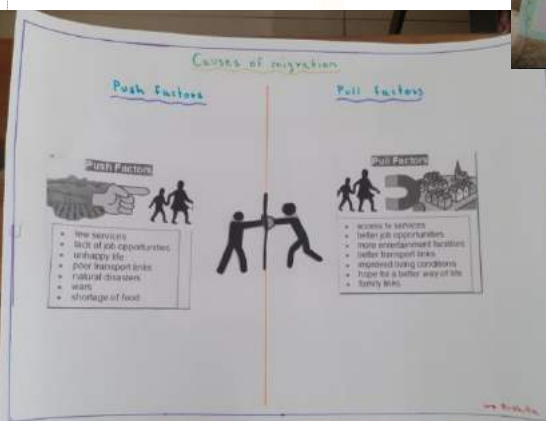 Causes of migration
Push factors
Pull factors
Push Factors
• few services
• lack of job opportunities
• unhappy life
• poor transport links
• natural disasters
• wars
• shortage of food
Pull Factors
• access to services
• better job opportunities
• more entertainment facilities
• better transport links
• improved living conditions
• hope for a better way of life
• family links